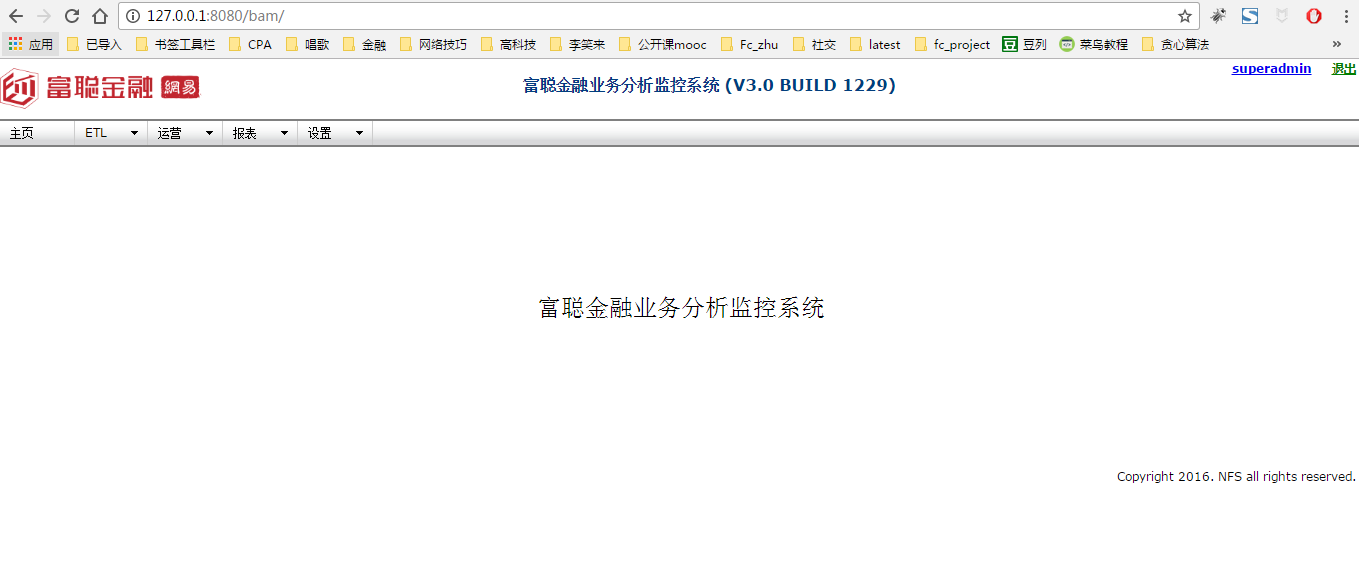 127.0.0.1:8080/bam/
应用 已导入 书签工具栏 CPA 唱歌 金融 网络技巧 高科技 李笑来 公开课mooc Fc_zhu 社交 latest fc_project 豆 豆列 菜鸟教程 贪心算法 »
superadmin 退出
富聪金融 網易 富聪金融业务分析监控系统 (V3.0 BUILD 1229)
主页 ETL 运营 报表 设置
富聪金融业务分析监控系统
Copyright 2016. NFS all rights reserved.